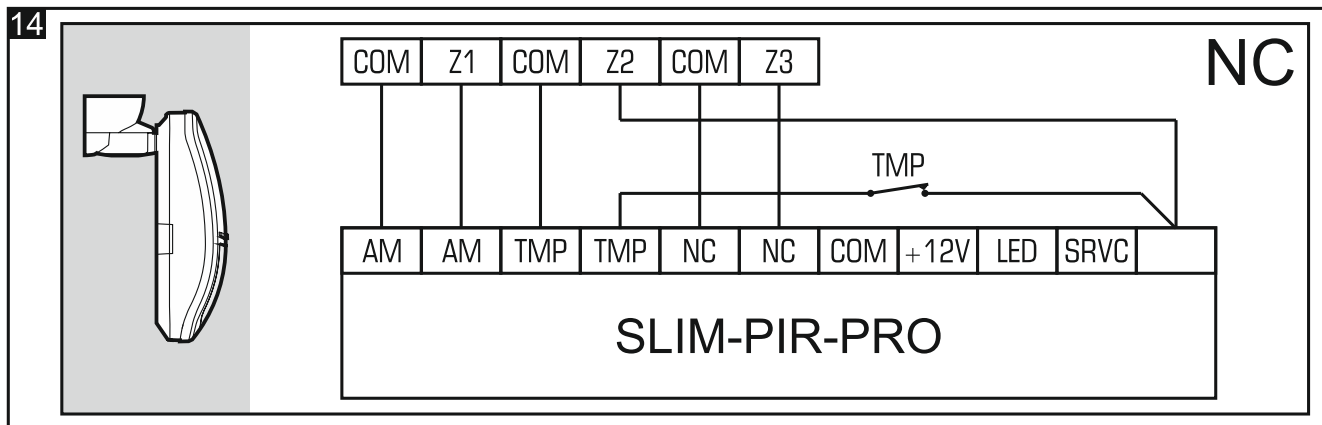 14
NC
COM Z1 COM Z2 COM Z3
TMP
AM AM TMP TMP NC NC COM +12V LED SRVC
SLIM-PIR-PRO